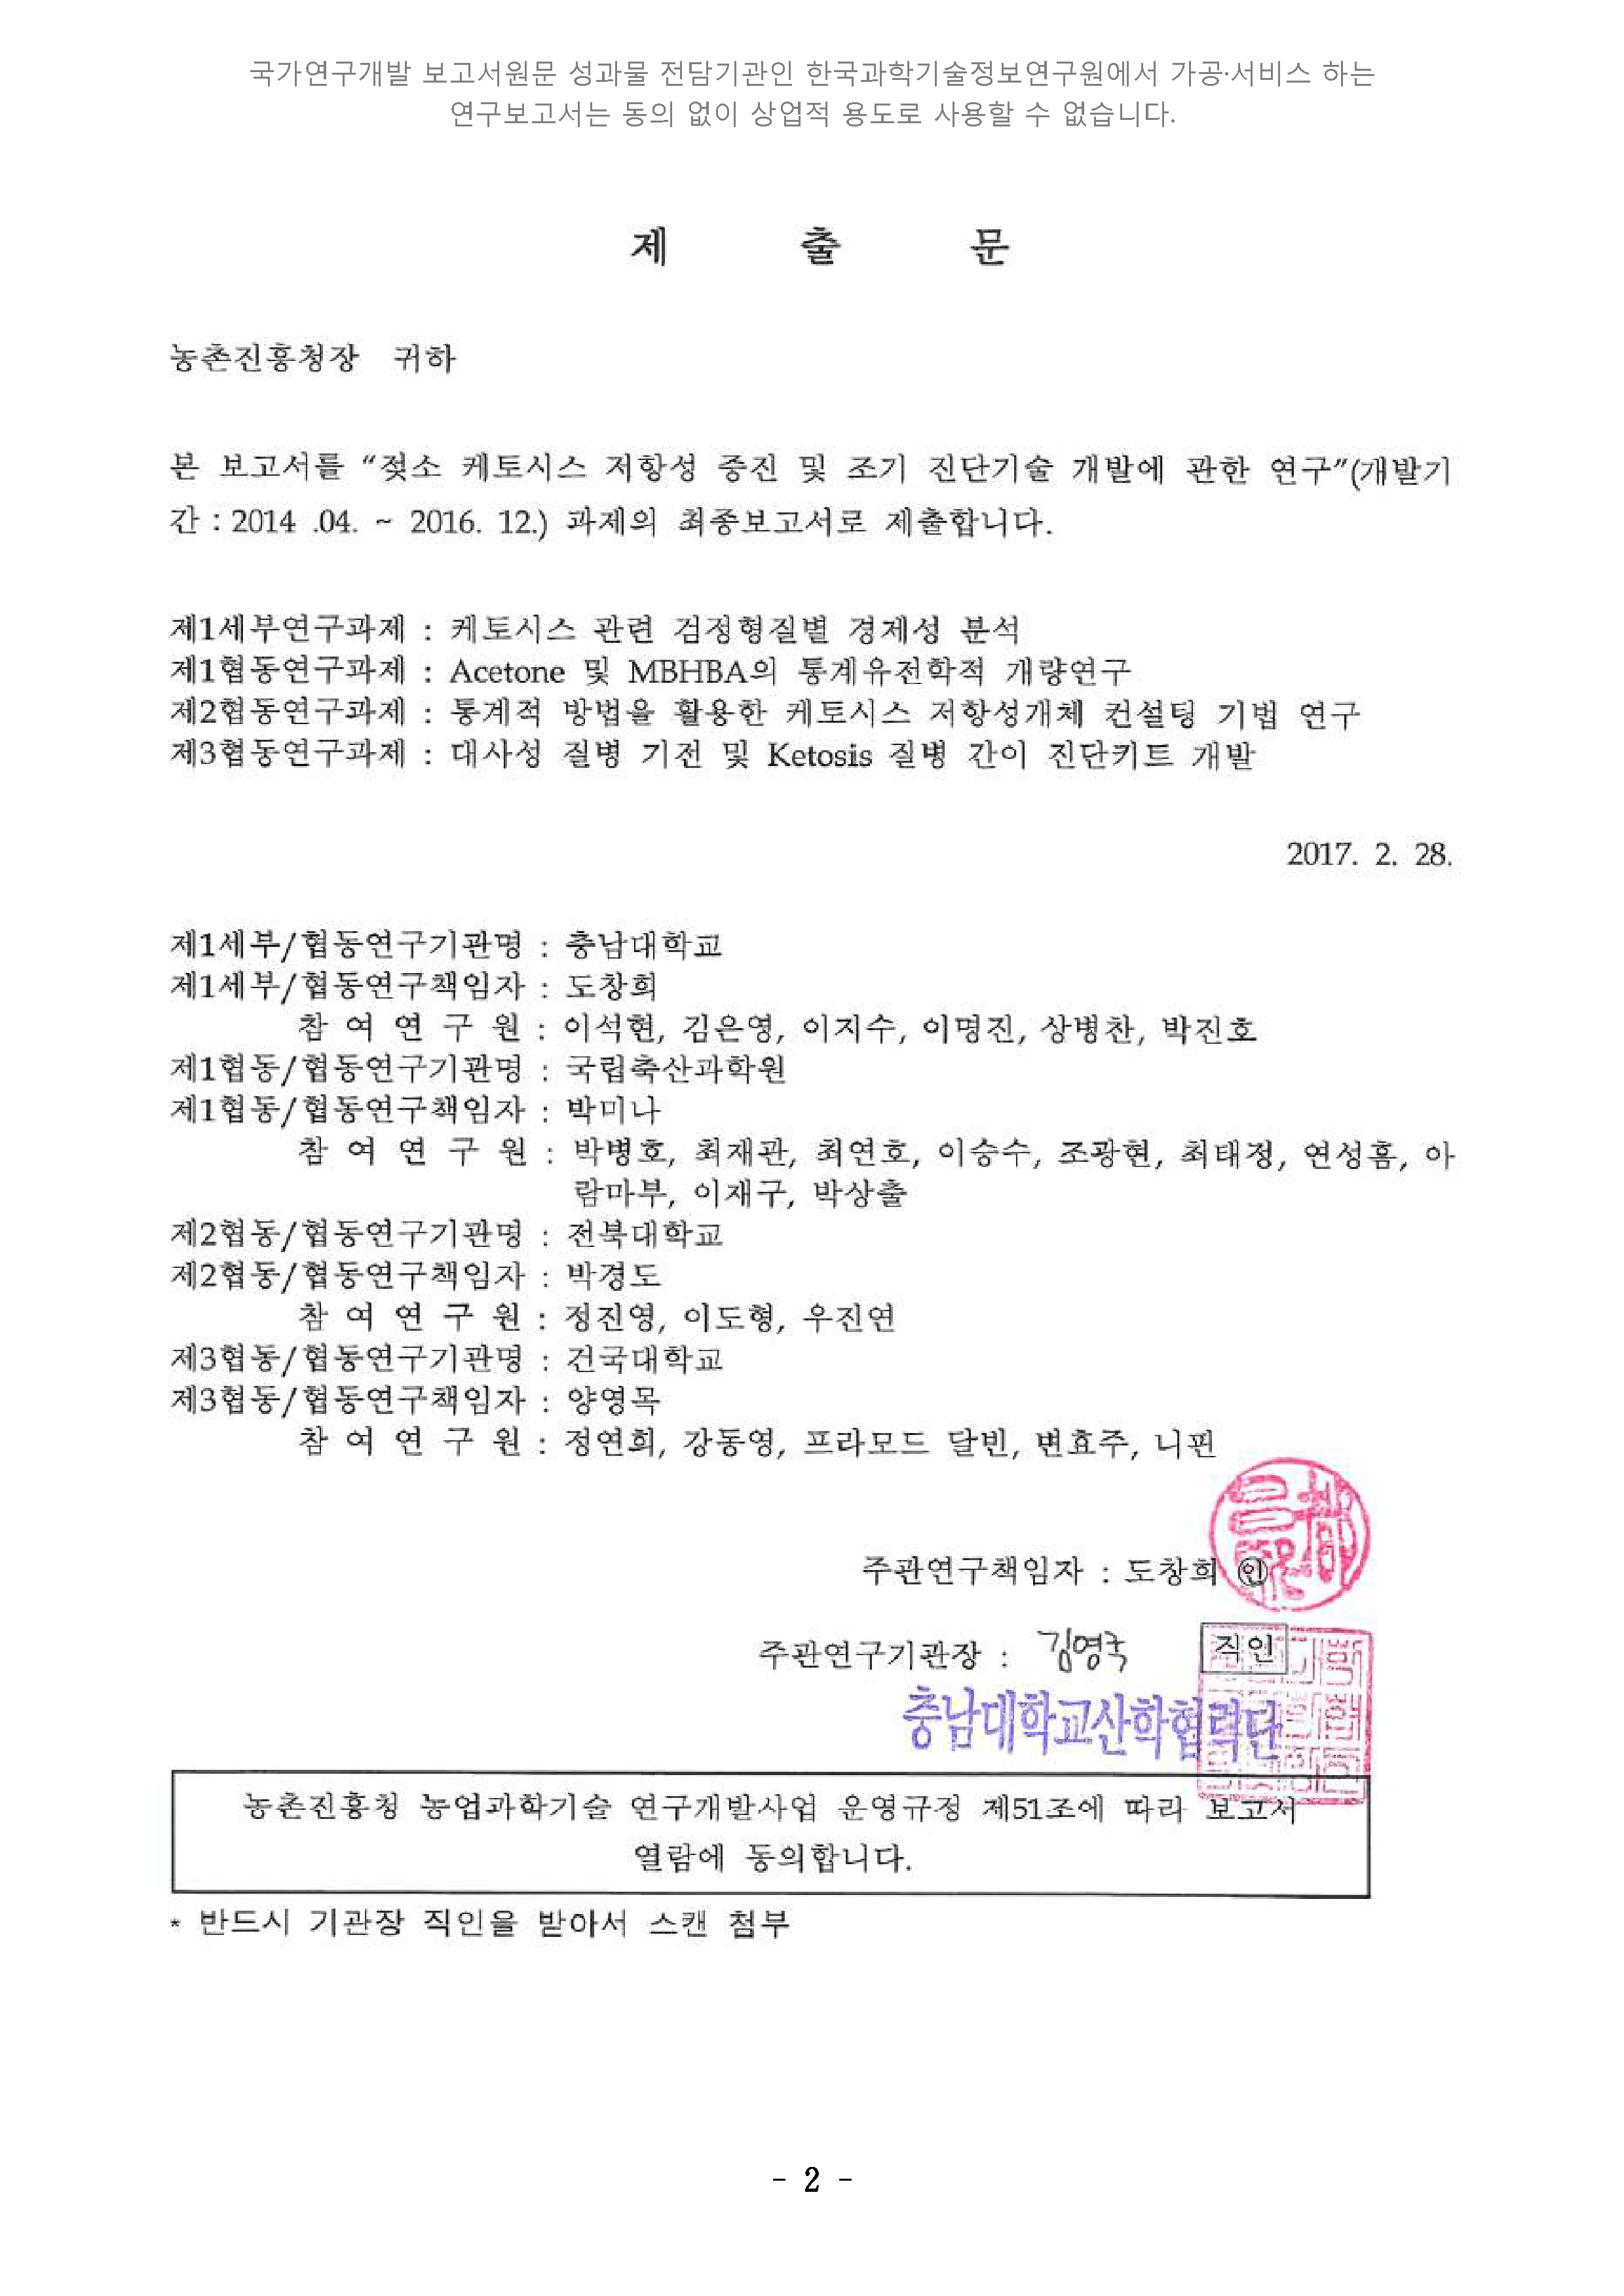 국가연구개발 보고서원문 성과물 전담기관인 한국과학기술정보연구원에서 가공·서비스 하는
연구보고서는 동의 없이 상업적 용도로 사용할 수 없습니다.
제 출 문
농촌진흥청장 귀하
본 보고서를 “젖소 케토시스 저항성 증진 및 조기 진단기술 개발에 관한 연구”(개발기
간 : 2014 .04. ~ 2016. 12.) 과제의 최종보고서로 제출합니다.
제1세부연구과제 : 케토시스 관련 검정형질별 경제성 분석
제1협동연구과제 : Acetone 및 MBHBA의 통계유전학적 개량연구
제2협동연구과제 : 통계적 방법을 활용한 케토시스 저항성개체 컨설팅 기법 연구
제3협동연구과제 : 대사성 질병 기전 및 Ketosis 질병 간이 진단키트 개발
2017. 2. 28.
제1세부/협동연구기관명 : 충남대학교
제1세부/협동연구책임자 : 도창희
참 여 연 구 원 : 이석현, 김은영, 이지수, 이명진, 상병찬, 박진호
제1협동/협동연구기관명 : 국립축산과학원
제1협동/협동연구책임자 : 박미나
참 여 연 구 원 : 박병호, 최재관, 최연호, 이승수, 조광현, 최태정, 연성흠, 아
람마부, 이재구, 박상출
제2협동/협동연구기관명 : 전북대학교
제2협동/협동연구책임자 : 박경도
참 여 연 구 원 : 정진영, 이도형, 우진연
제3협동/협동연구기관명 : 건국대학교
제3협동/협동연구책임자 : 양영목
참 여 연 구 원 : 정연희, 강동영, 프라모드 달빈, 변효주, 니핀
주관연구책임자 : 도창희 ㊞
주관연구기관장 : 김영국 직인
충남대학교산학협력단
농촌진흥청 농업과학기술 연구개발사업 운영규정 제51조에 따라 보고서
열람에 동의합니다.
* 반드시 기관장 직인을 받아서 스캔 첨부
- 2 -